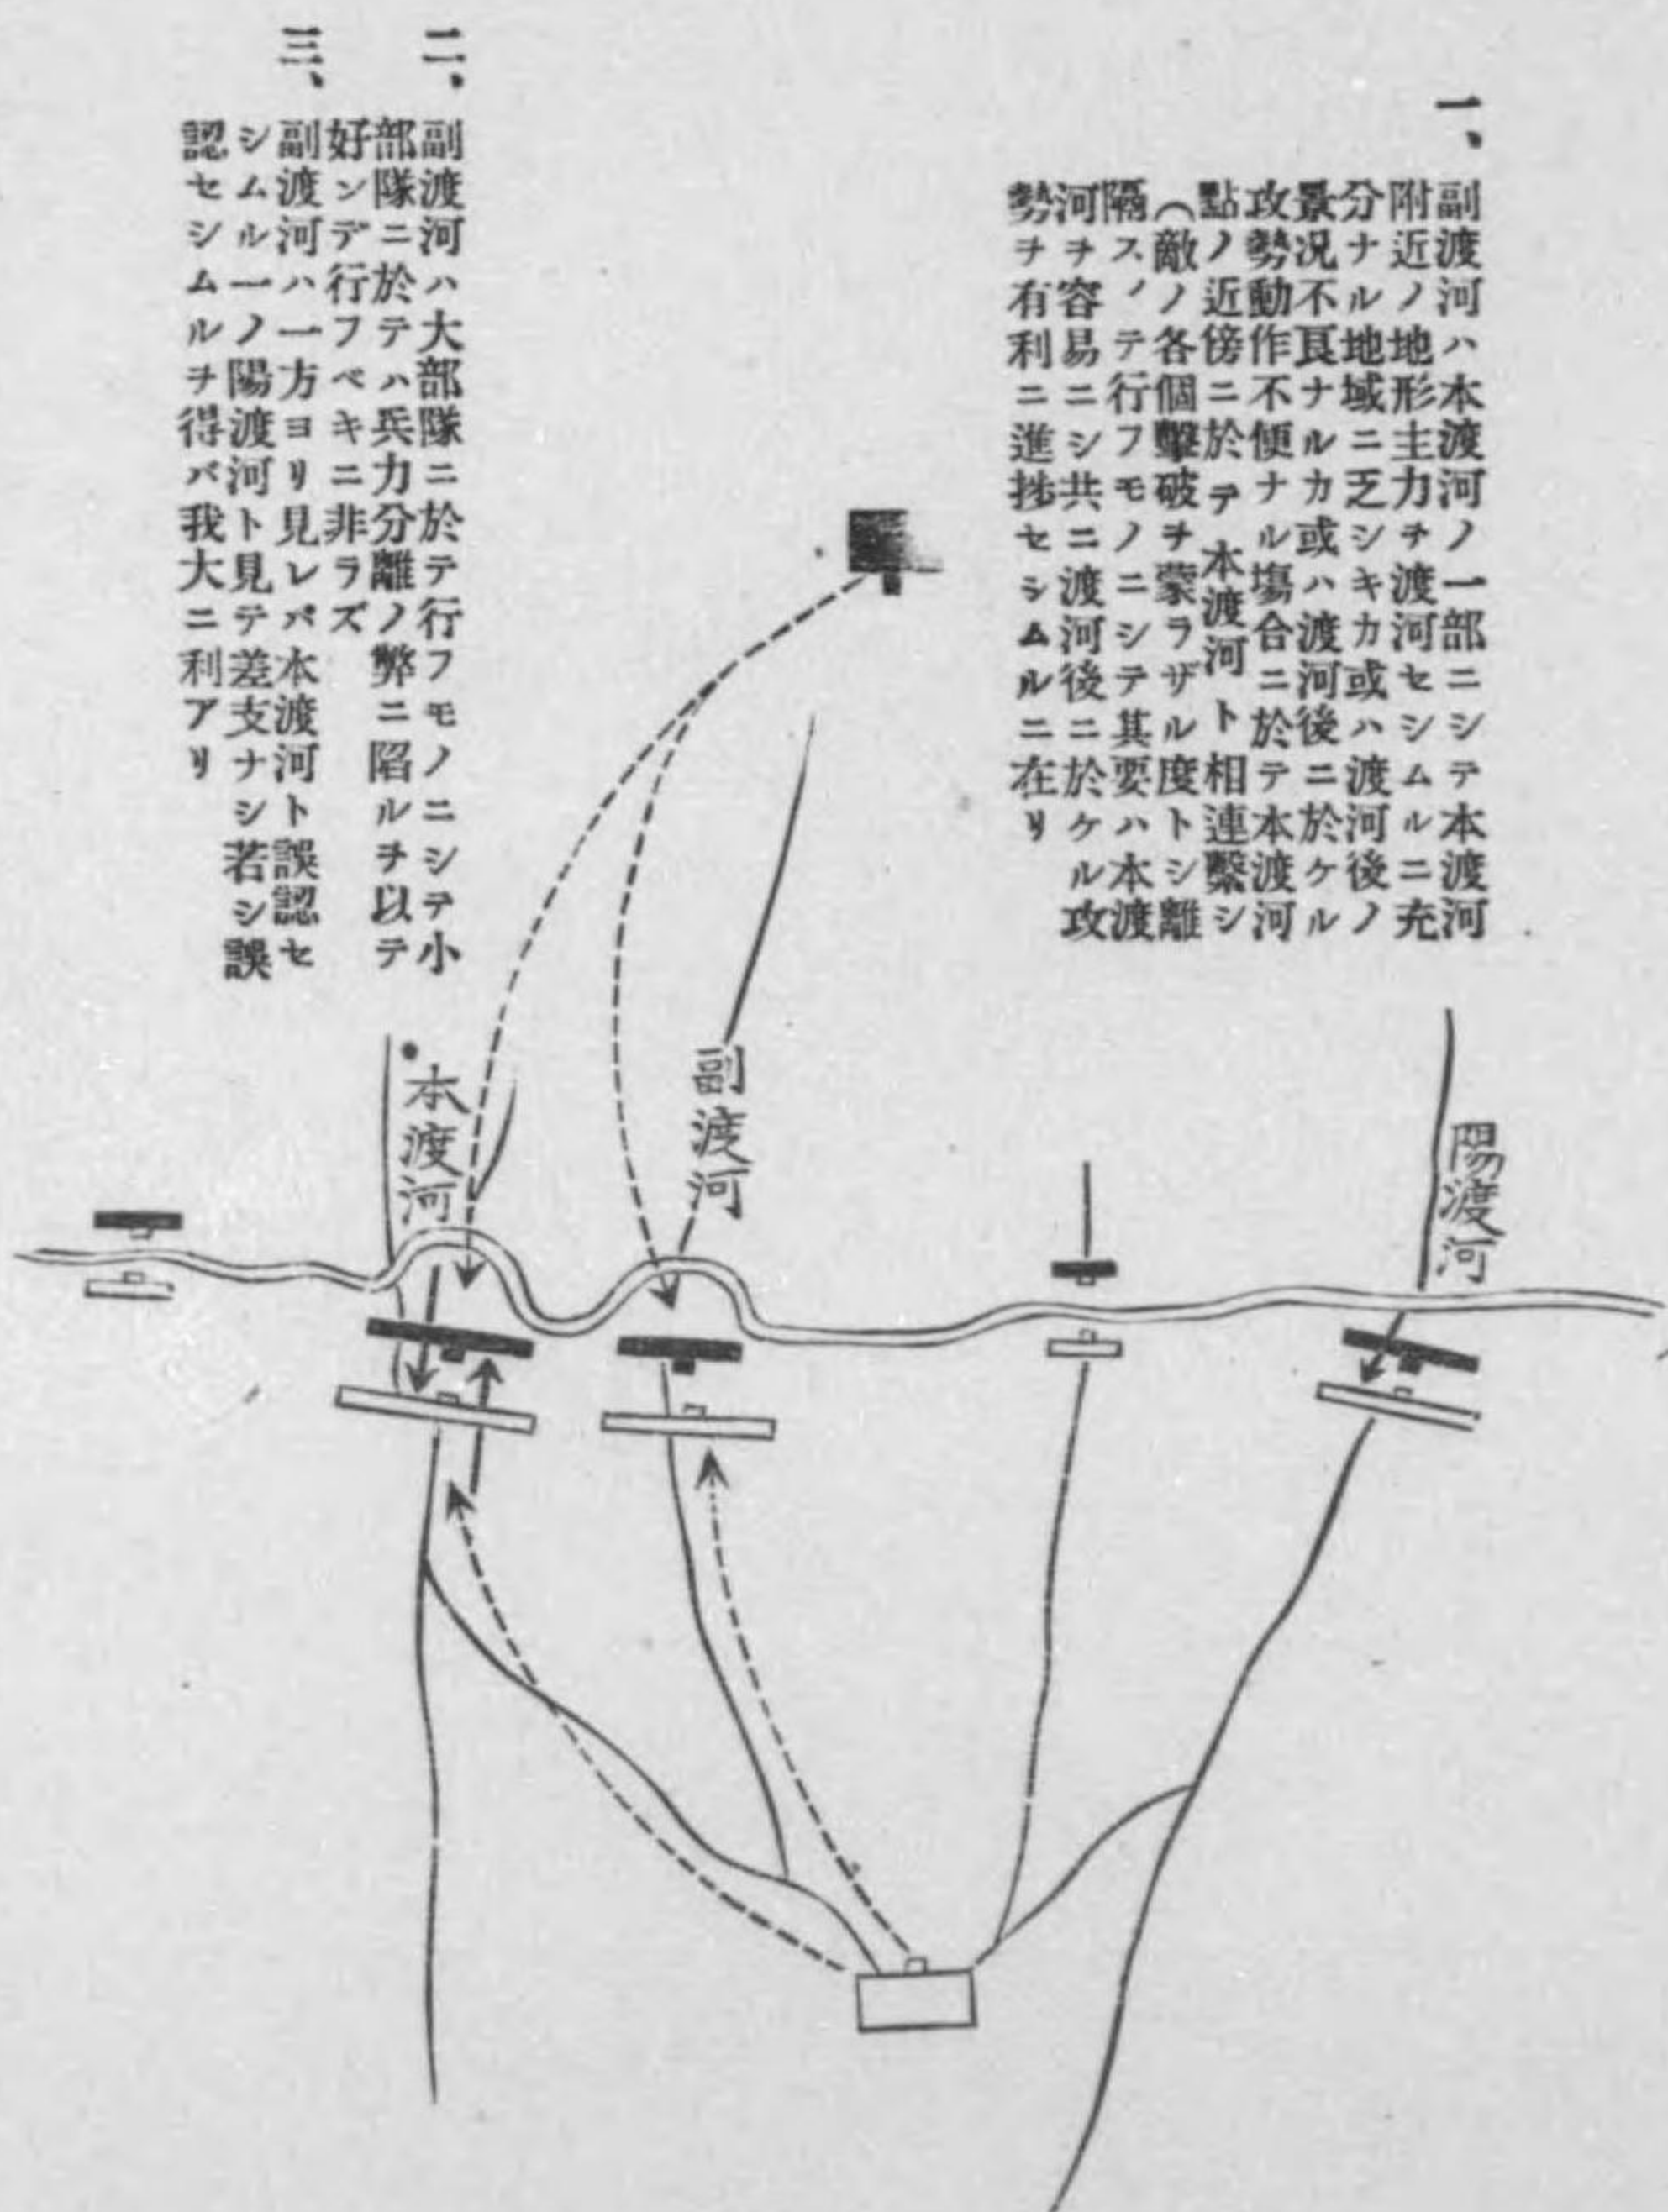 一、
副渡河ハ本渡河ノ一部ニシテ本渡河
附近ノ地形主力ヲ渡河セシムルニ充
分ナル地域ニ乏シキカ或ハ渡河後ノ
景况不良ナルカ或ハ渡河後ニ於ケル
攻勢動作不便ナル塲合ニ於テ本渡河
點ノ近傍ニ於テ本渡河ト相連繫シ
(敵ノ各個擊破ヲ蒙ラザル度トシ離
隔ス)テ行フモノニシテ其要ハ本渡
河ヲ容易ニシ共ニ渡河後ニ於ケル攻
勢ヲ有利ニ進捗セシムルニ在リ
二、
副渡河ハ大部隊ニ於テ行フモノニシテ小
部隊ニ於テハ兵力分離ノ弊ニ陷ルヲ以テ
好ンデ行フベキニ非ラズ
三、
副渡河ハ一方ヨリ見レバ本渡河ト誤認セ
シムル一ノ陽渡河ト見テ差支ナシ若シ誤
認セシムルヲ得バ我大ニ利アリ
陽渡河
副渡河
本渡河